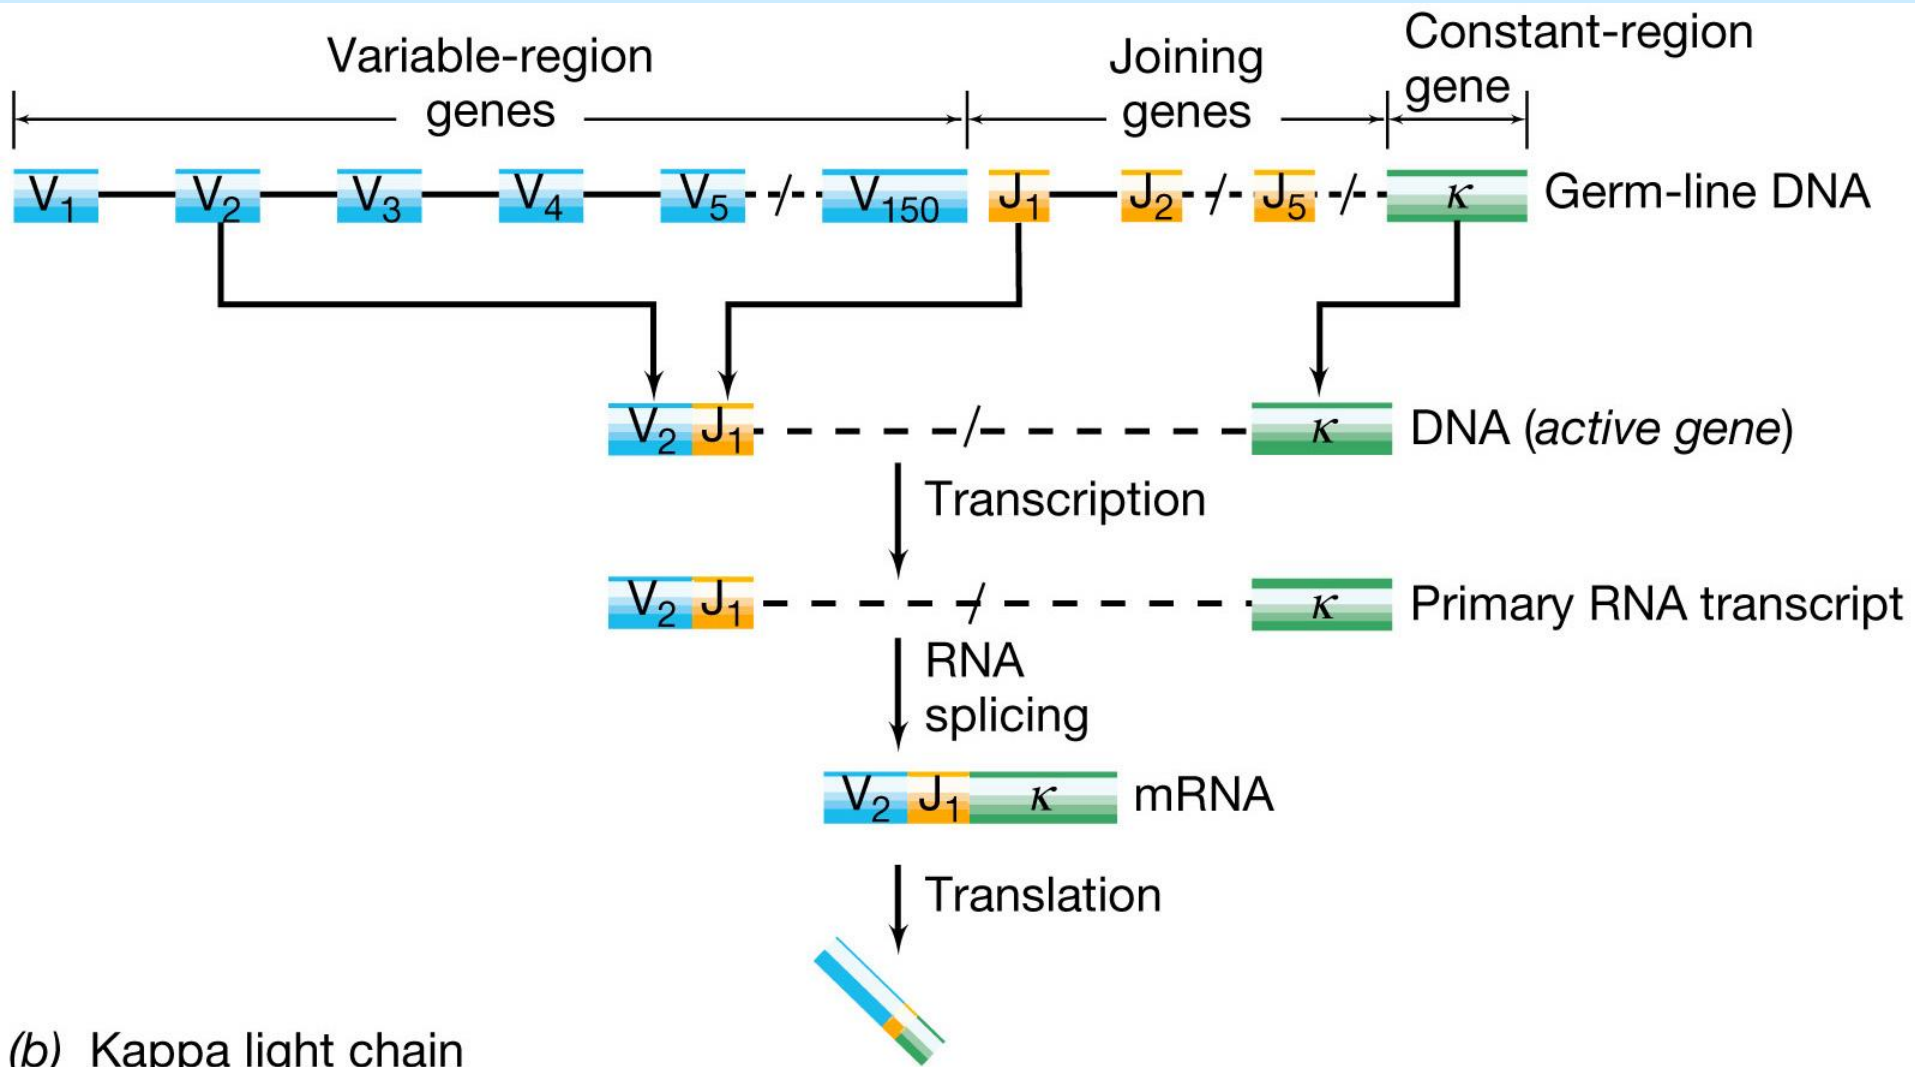 Variable-region
genes
Joining
genes
Constant-region
gene
V₁ V₂ V₃ V₄ V₅ V₁₅₀ J₁ J₂ J₅ κ Germ-line DNA
V₂ J₁ κ DNA (active gene)
Transcription
V₂ J₁ κ Primary RNA transcript
RNA
splicing
V₂ J₁ κ mRNA
Translation
(b) Kappa light chain